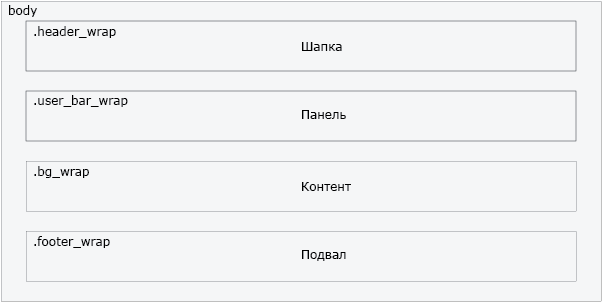 body
.header_wrap
Шапка
.user_bar_wrap
Панель
.bg_wrap
Контент
.footer_wrap
Подвал